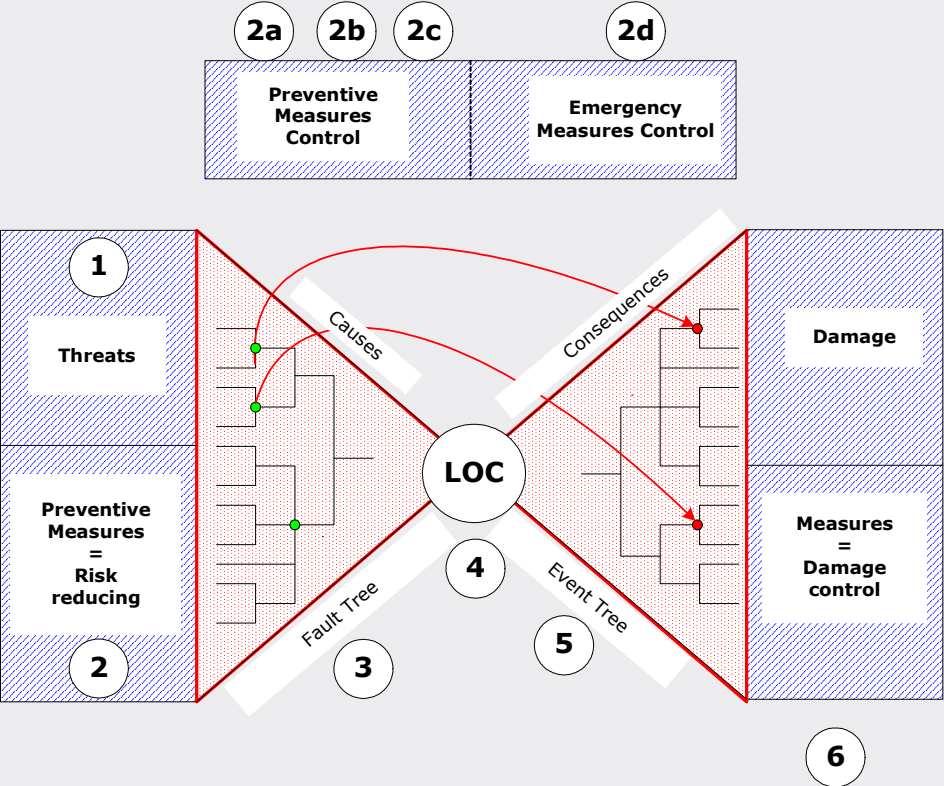 2a
2b
2c
2d
Preventive
Measures
Control
Emergency
Measures Control
1
Threats
Causes
Consequences
Damage
LOC
Preventive
Measures
=
Risk
reducing
2
Fault Tree
3
4
Event Tree
5
Measures
=
Damage
control
6